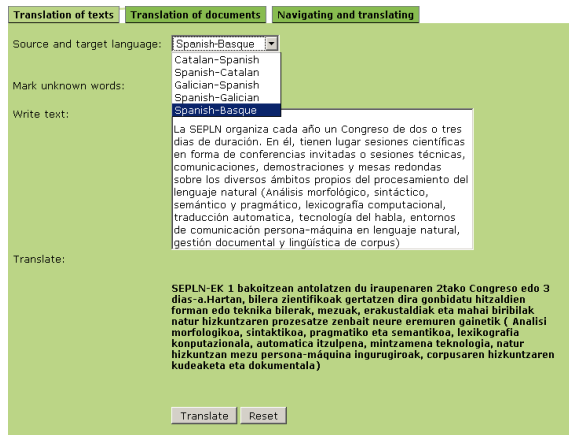 Translation of texts
Translation of documents
Navigating and translating
Source and target language:
Spanish-Basque
Catalan-Spanish
Spanish-Catalan
Galician-Spanish
Spanish-Galician
Spanish-Basque
Mark unknown words:
Write text:
La SEPLN organiza cada año un Congreso de dos o tres
dias de duración. En él, tienen lugar sesiones científicas
en forma de conferencias invitadas o sesiones técnicas,
comunicaciones, demostraciones y mesas redondas
sobre los diversos ámbitos propios del procesamiento del
lenguaje natural (Análisis morfológico, sintáctico,
semántico y pragmático, lexicografía computacional,
traducción automatica, tecnología del habla, entornos
de comunicación persona-máquina en lenguaje natural,
gestión documental y lingüística de corpus)
Translate:
SEPLN-EK 1 bakoitzean antolatzen du iraupenaren 2tako Congreso edo 3
dias-a.Hartan, bilera zientifikoak gertatzen dira gonbidatu hitzaldien
forman edo teknika bilerak, mezuak, erakustaldiak eta mahai biribilak
natur hizkuntzaren prozesatze zenbait neure eremuren gainetik ( Analisi
morfologikoa, sintaktikoa, pragmatiko eta semantikoa, lexikografia
konputazionala, automatica itzulpena, mintzamena teknologia, natur
hizkuntzan mezu persona-máquina ingurugiroak, corpusaren hizkuntzaren
kudeaketa eta dokumentala)
Translate
Reset